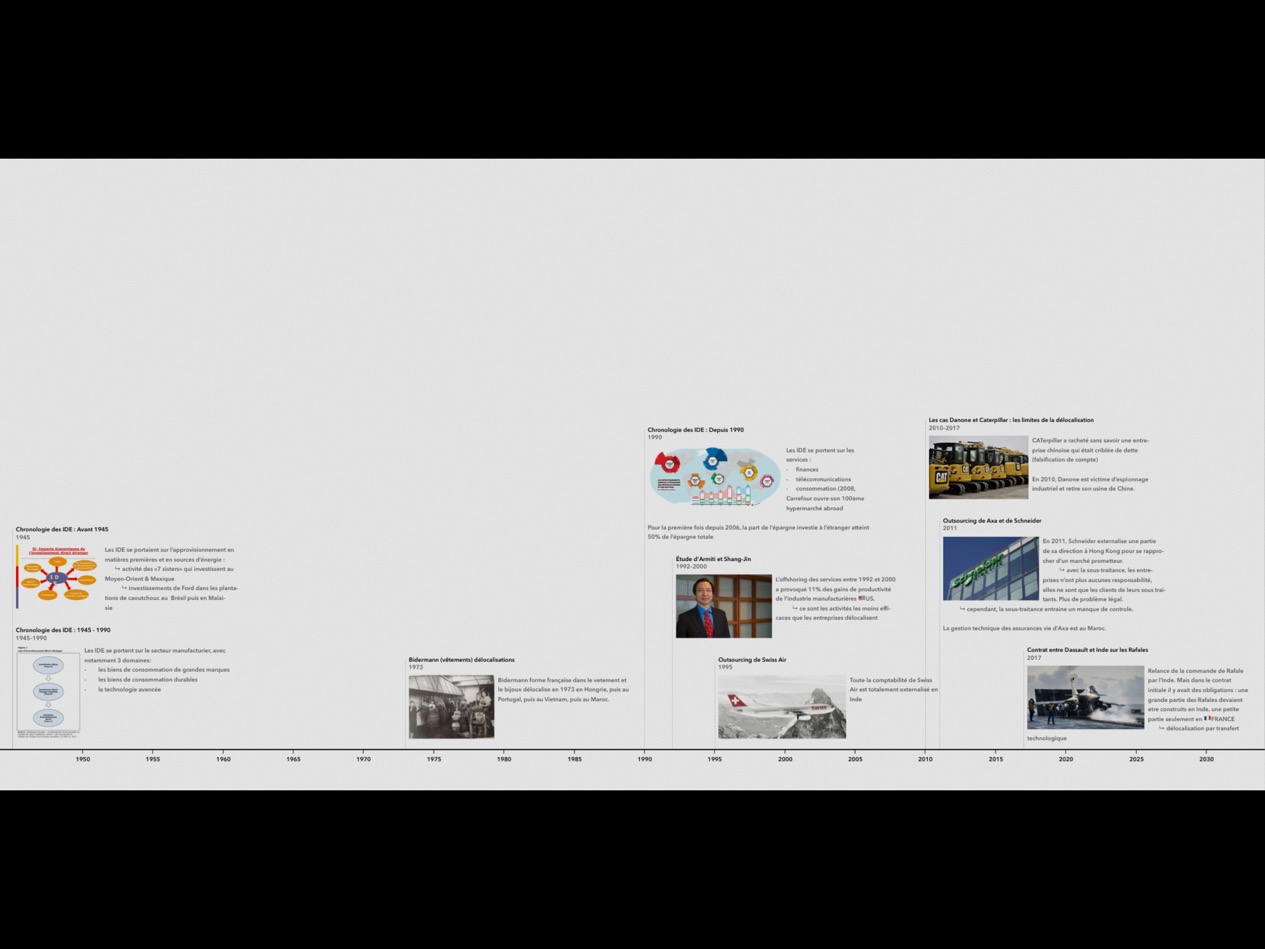 Chronologie des IDE : Avant 1945
1945
Les IDE se portaient sur l'approvisionnement en
matières premières et en sources d'énergie :
↪ activité des «7 sisters» qui investissent au
Moyen-Orient & Mexique
↪ investissements de Ford dans les planta-
tions de caoutchouc au Brésil puis en Malai-
sie
Chronologie des IDE : 1945 - 1990
1945-1990
Les IDE se portent sur le secteur manufacturier, avec
notamment 3 domaines:
- les biens de consommation de grandes marques
- les biens de consommation durables
- la technologie avancée
Bidermann (vêtements) délocalisations
1973
Bidermann forme française dans le vetement et
le bijoux délocalise en 1973 en Hongrie, puis au
Portugal, puis au Vietnam, puis au Maroc.
Chronologie des IDE : Depuis 1990
1990
Les IDE se portent sur les
services :
- finances
- télécommunications
- consommation (2008,
Carrefour ouvre son 100ème
hypermarché abroad
Pour la première fois depuis 2006, la part de l'épargne investie à l'étranger atteint
50% de l'épargne totale
Étude d'Armiti et Shang-Jin
1992-2000
L'offshoring des services entre 1992 et 2000
a provoqué 11% des gains de productivité
de l'industrie manufacturières 🇺🇸US.
↪ ce sont les activités les moins effi-
caces que les entreprises délocalisent
Outsourcing de Swiss Air
1995
Toute la comptabilité de Swiss
Air est totalement externalisé en
Inde
Les cas Danone et Caterpillar : les limites de la délocalisation
2010-2017
CAT
CATerpillar a racheté sans savoir une entre-
prise chinoise qui était criblée de dette
(falsification de compte)
En 2010, Danone est victime d'espionnage
industriel et retire son usine de Chine.
Outsourcing de Axa et de Schneider
2011
Schneider
En 2011, Schneider externalise une partie
de sa direction à Hong Kong pour se rappro-
cher d'un marché prometteur.
↪ avec la sous-traitance, les entre-
prises n'ont plus aucunes responsabilité,
elles ne sont que les clients de leurs sous trai-
tants. Plus de problème légal.
↪ cependant, la sous-traitance entraine un manque de controle.
La gestion technique des assurances vie d'Axa est au Maroc.
Contrat entre Dassault et Inde sur les Rafales
2017
Relance de la commande de Rafale
par l'Inde. Mais dans le contrat
initiale il y avait des obligations : une
grande partie des Rafales devaient
etre construits en Inde, une petite
partie seulement en 🇫🇷FRANCE
↪ délocalisation par transfert
technologique
1950 1955 1960 1965 1970 1975 1980 1985 1990 1995 2000 2005 2010 2015 2020 2025 2030